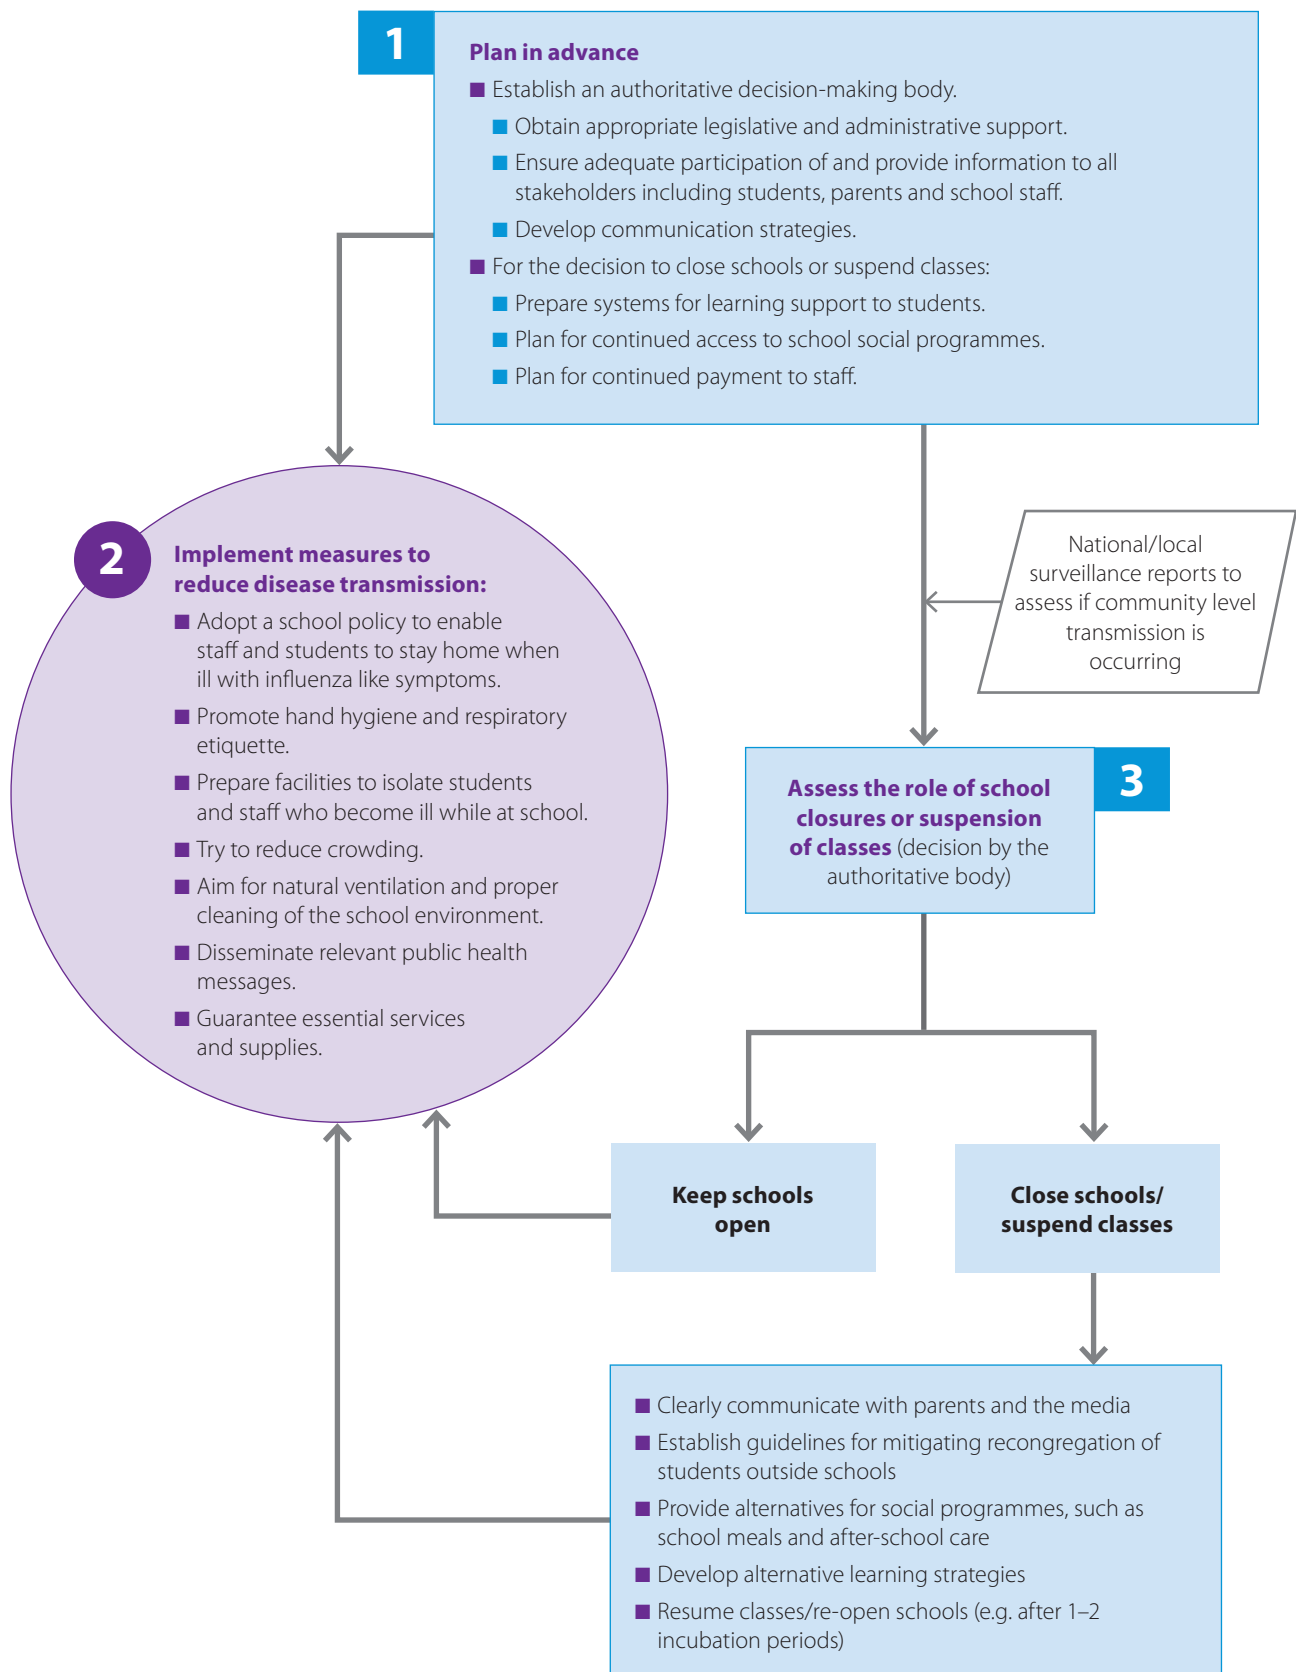 1
Plan in advance
■ Establish an authoritative decision-making body.
■ Obtain appropriate legislative and administrative support.
■ Ensure adequate participation of and provide information to all
stakeholders including students, parents and school staff.
■ Develop communication strategies.
■ For the decision to close schools or suspend classes:
■ Prepare systems for learning support to students.
■ Plan for continued access to school social programmes.
■ Plan for continued payment to staff.
2
Implement measures to
reduce disease transmission:
■ Adopt a school policy to enable
staff and students to stay home when
ill with influenza like symptoms.
■ Promote hand hygiene and respiratory
etiquette.
■ Prepare facilities to isolate students
and staff who become ill while at school.
■ Try to reduce crowding.
■ Aim for natural ventilation and proper
cleaning of the school environment.
■ Disseminate relevant public health
messages.
■ Guarantee essential services
and supplies.
National/local
surveillance reports to
assess if community level
transmission is
occurring
3
Assess the role of school
closures or suspension
of classes (decision by the
authoritative body)
Keep schools
open
Close schools/
suspend classes
■ Clearly communicate with parents and the media
■ Establish guidelines for mitigating recongregation of
students outside schools
■ Provide alternatives for social programmes, such as
school meals and after-school care
■ Develop alternative learning strategies
■ Resume classes/re-open schools (e.g. after 1–2
incubation periods)